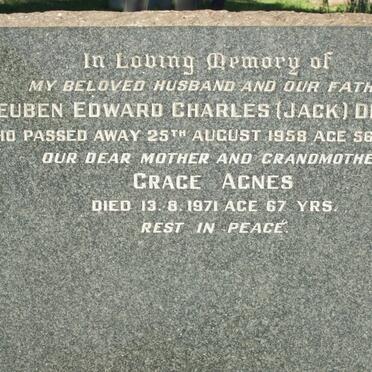 In Loving Memory of
MY BELOVED HUSBAND AND OUR FATH
EUBEN EDWARD CHARLES (JACK) D
PASSED AWAY 25TH AUGUST 1958 AGE 56
OUR DEAR MOTHER AND GRANDMOTHE
GRACE AGNES
DIED 13.8.1971 AGE 67 YRS.
REST IN PEACE.